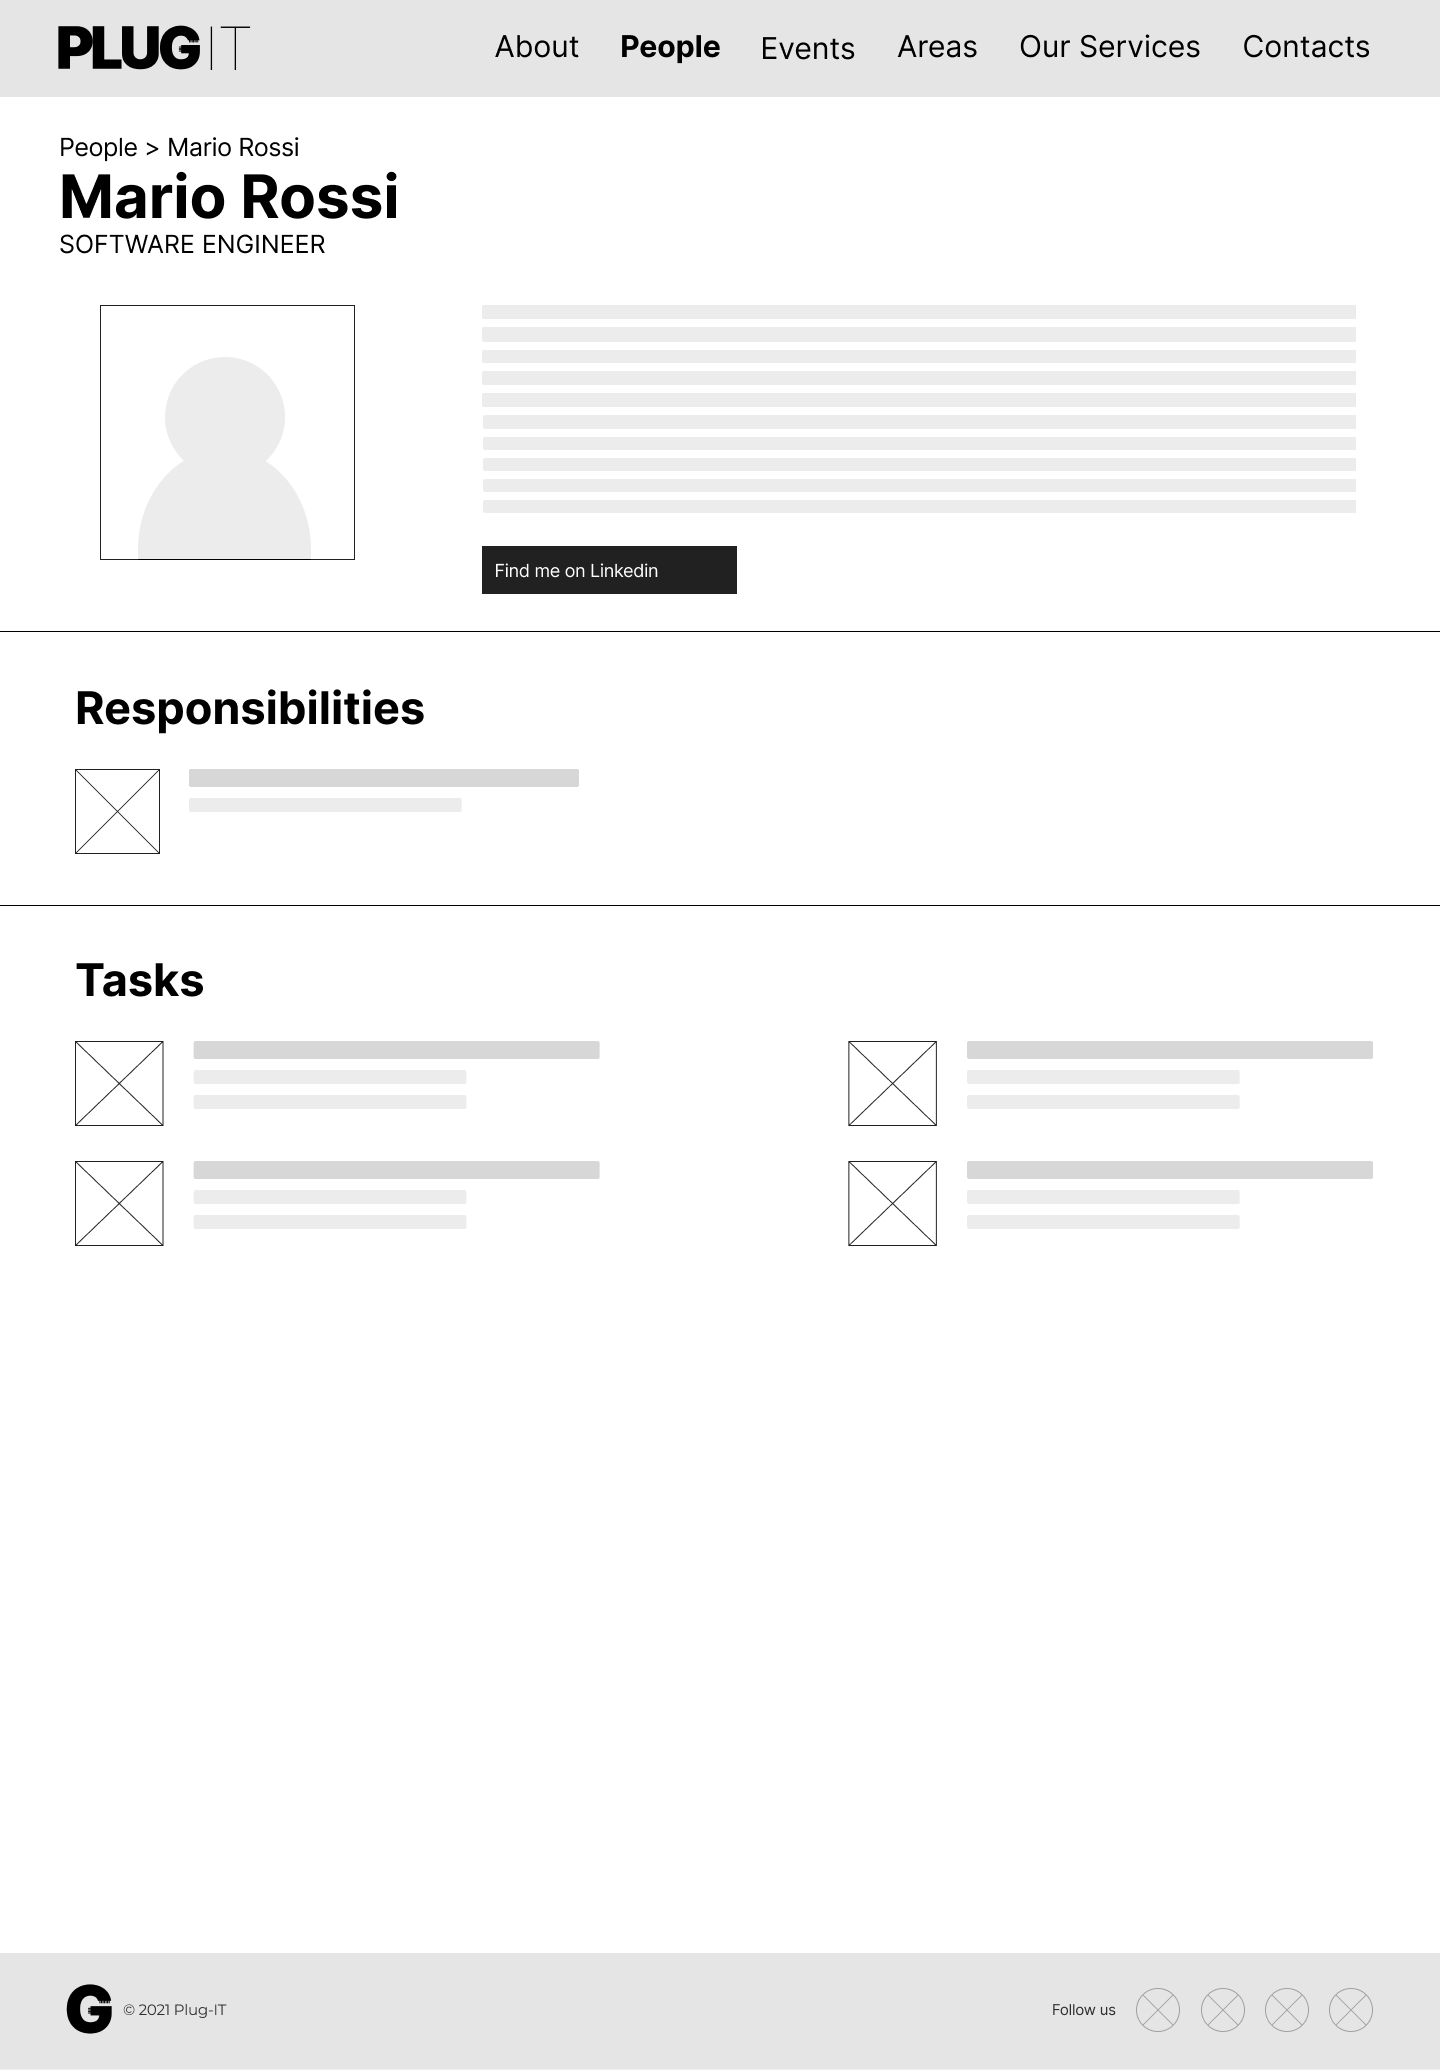 PLUG IT
About People Events Areas Our Services Contacts
People > Mario Rossi
Mario Rossi
SOFTWARE ENGINEER
Find me on Linkedin
Responsibilities
Tasks
G © 2021 Plug-IT
Follow us